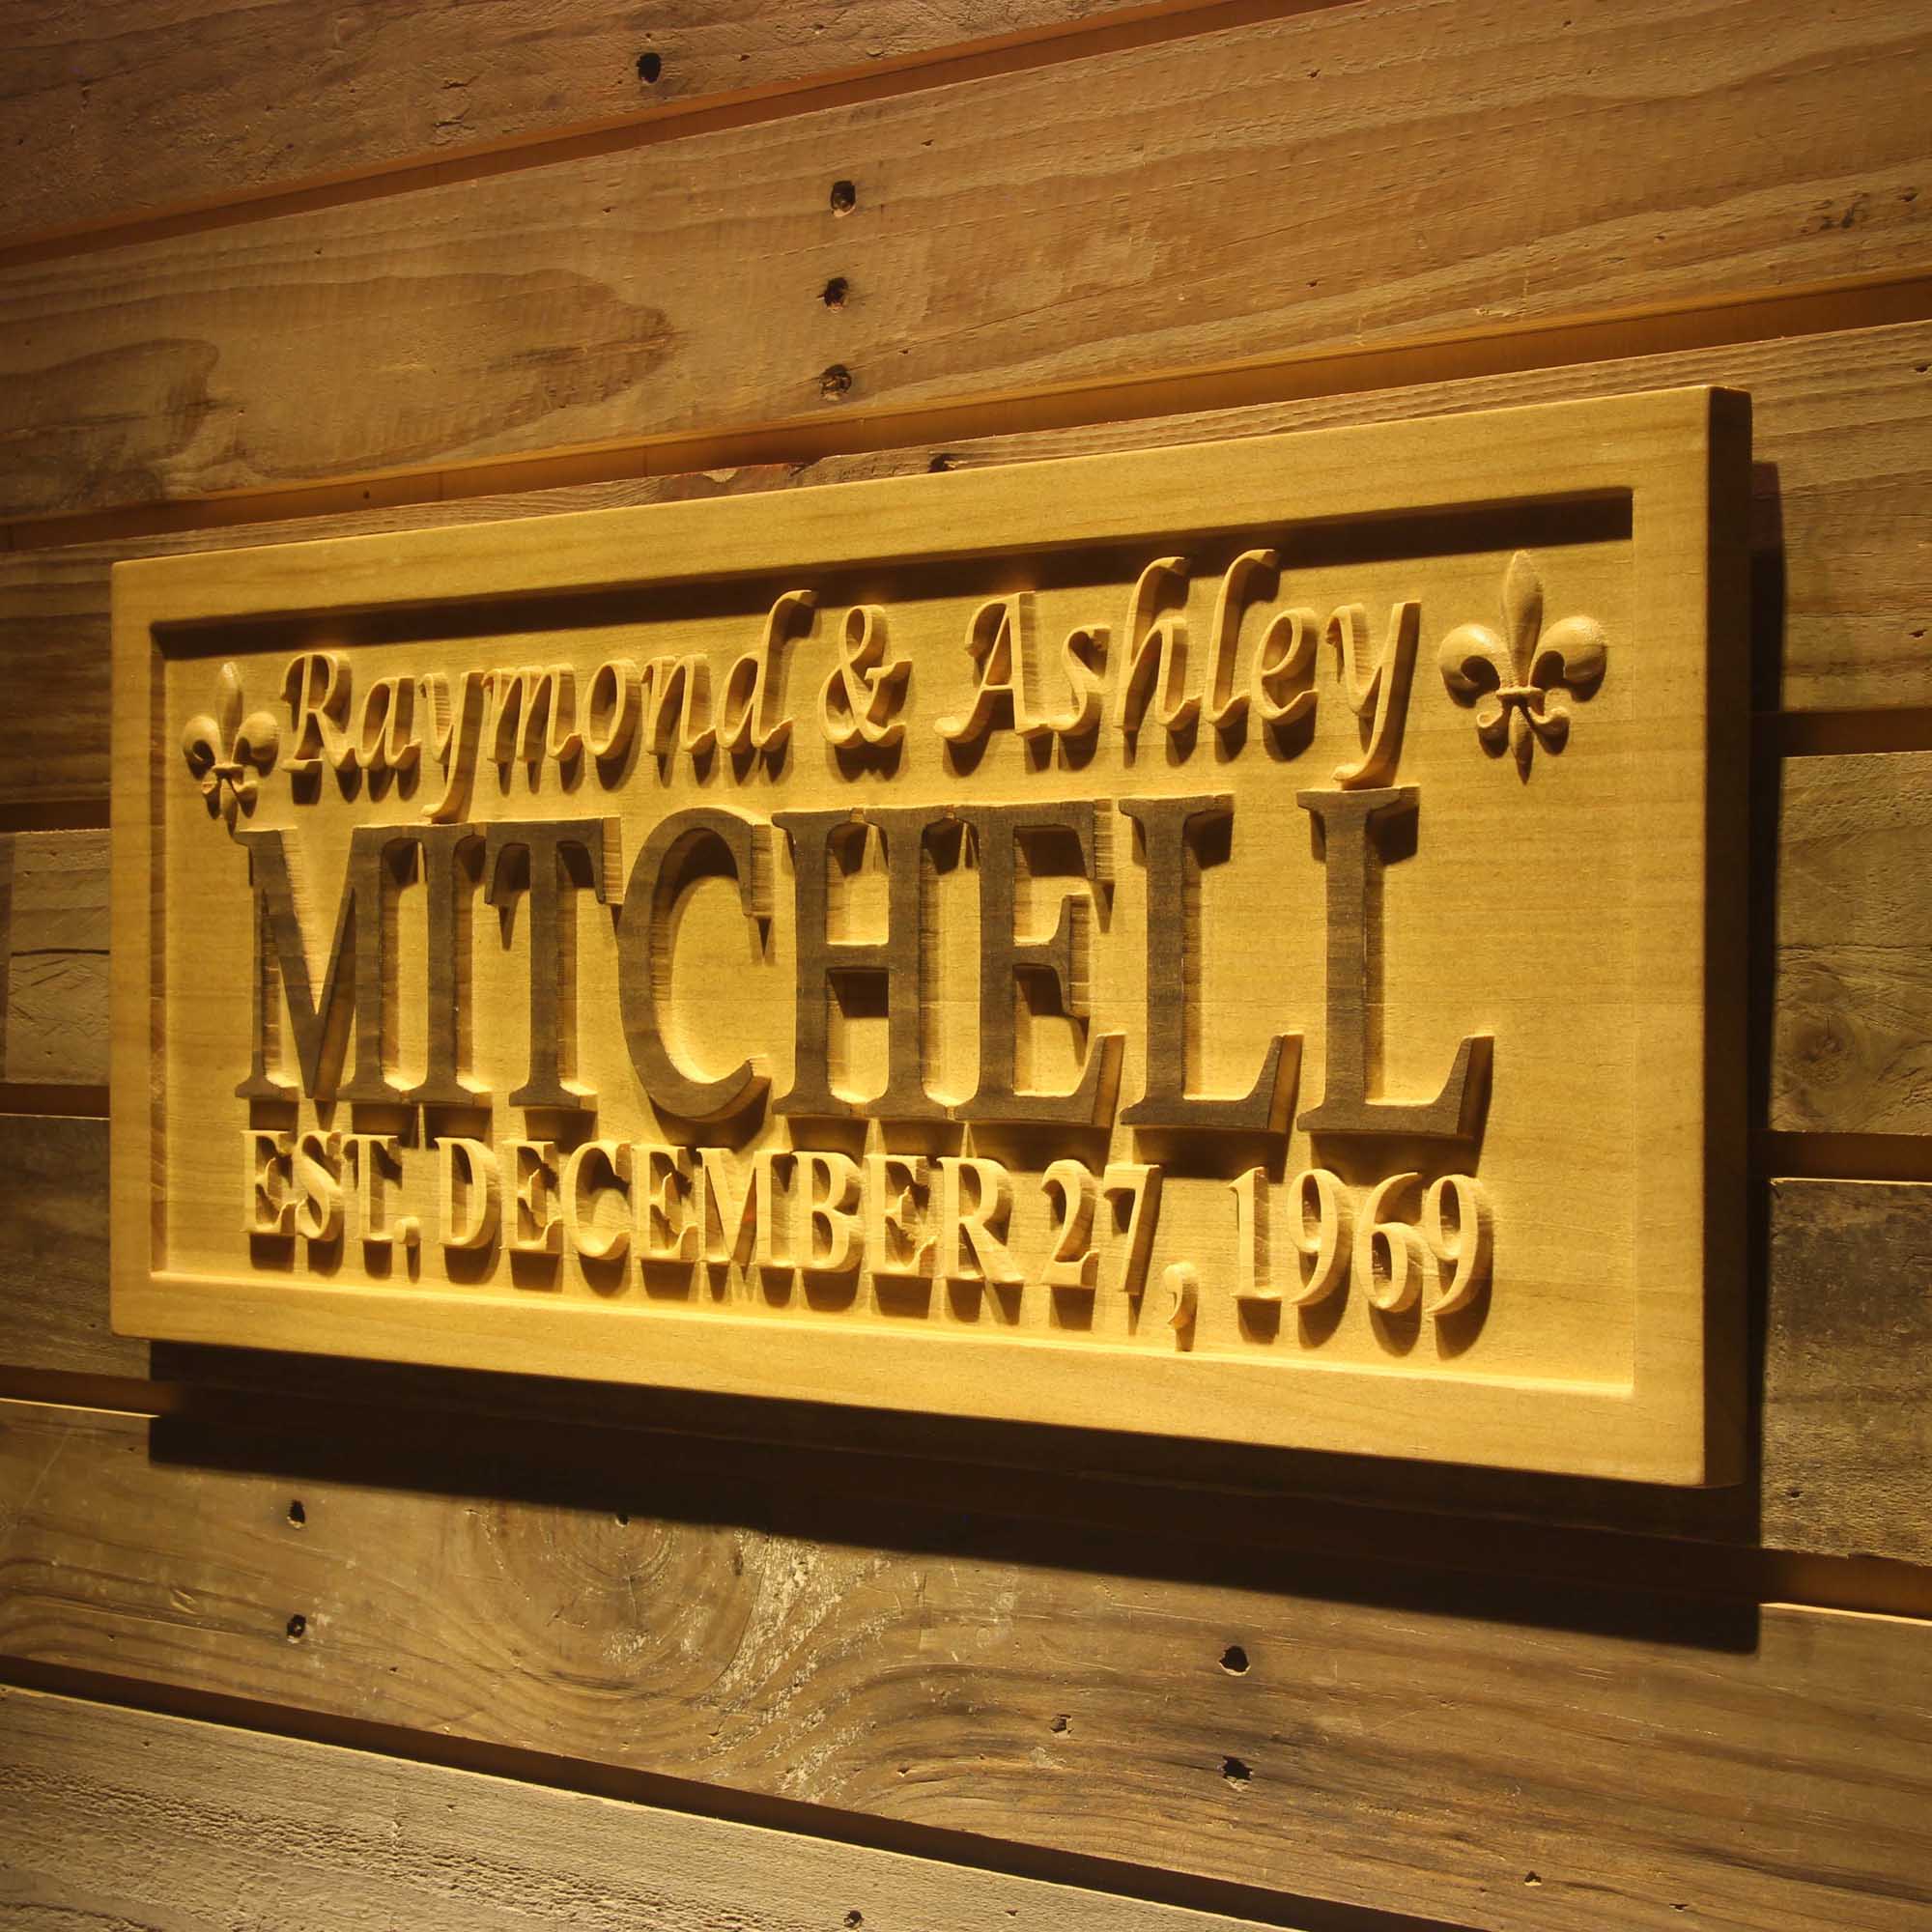 Raymond & Ashley
MITCHELL
EST. DECEMBER 27, 1969